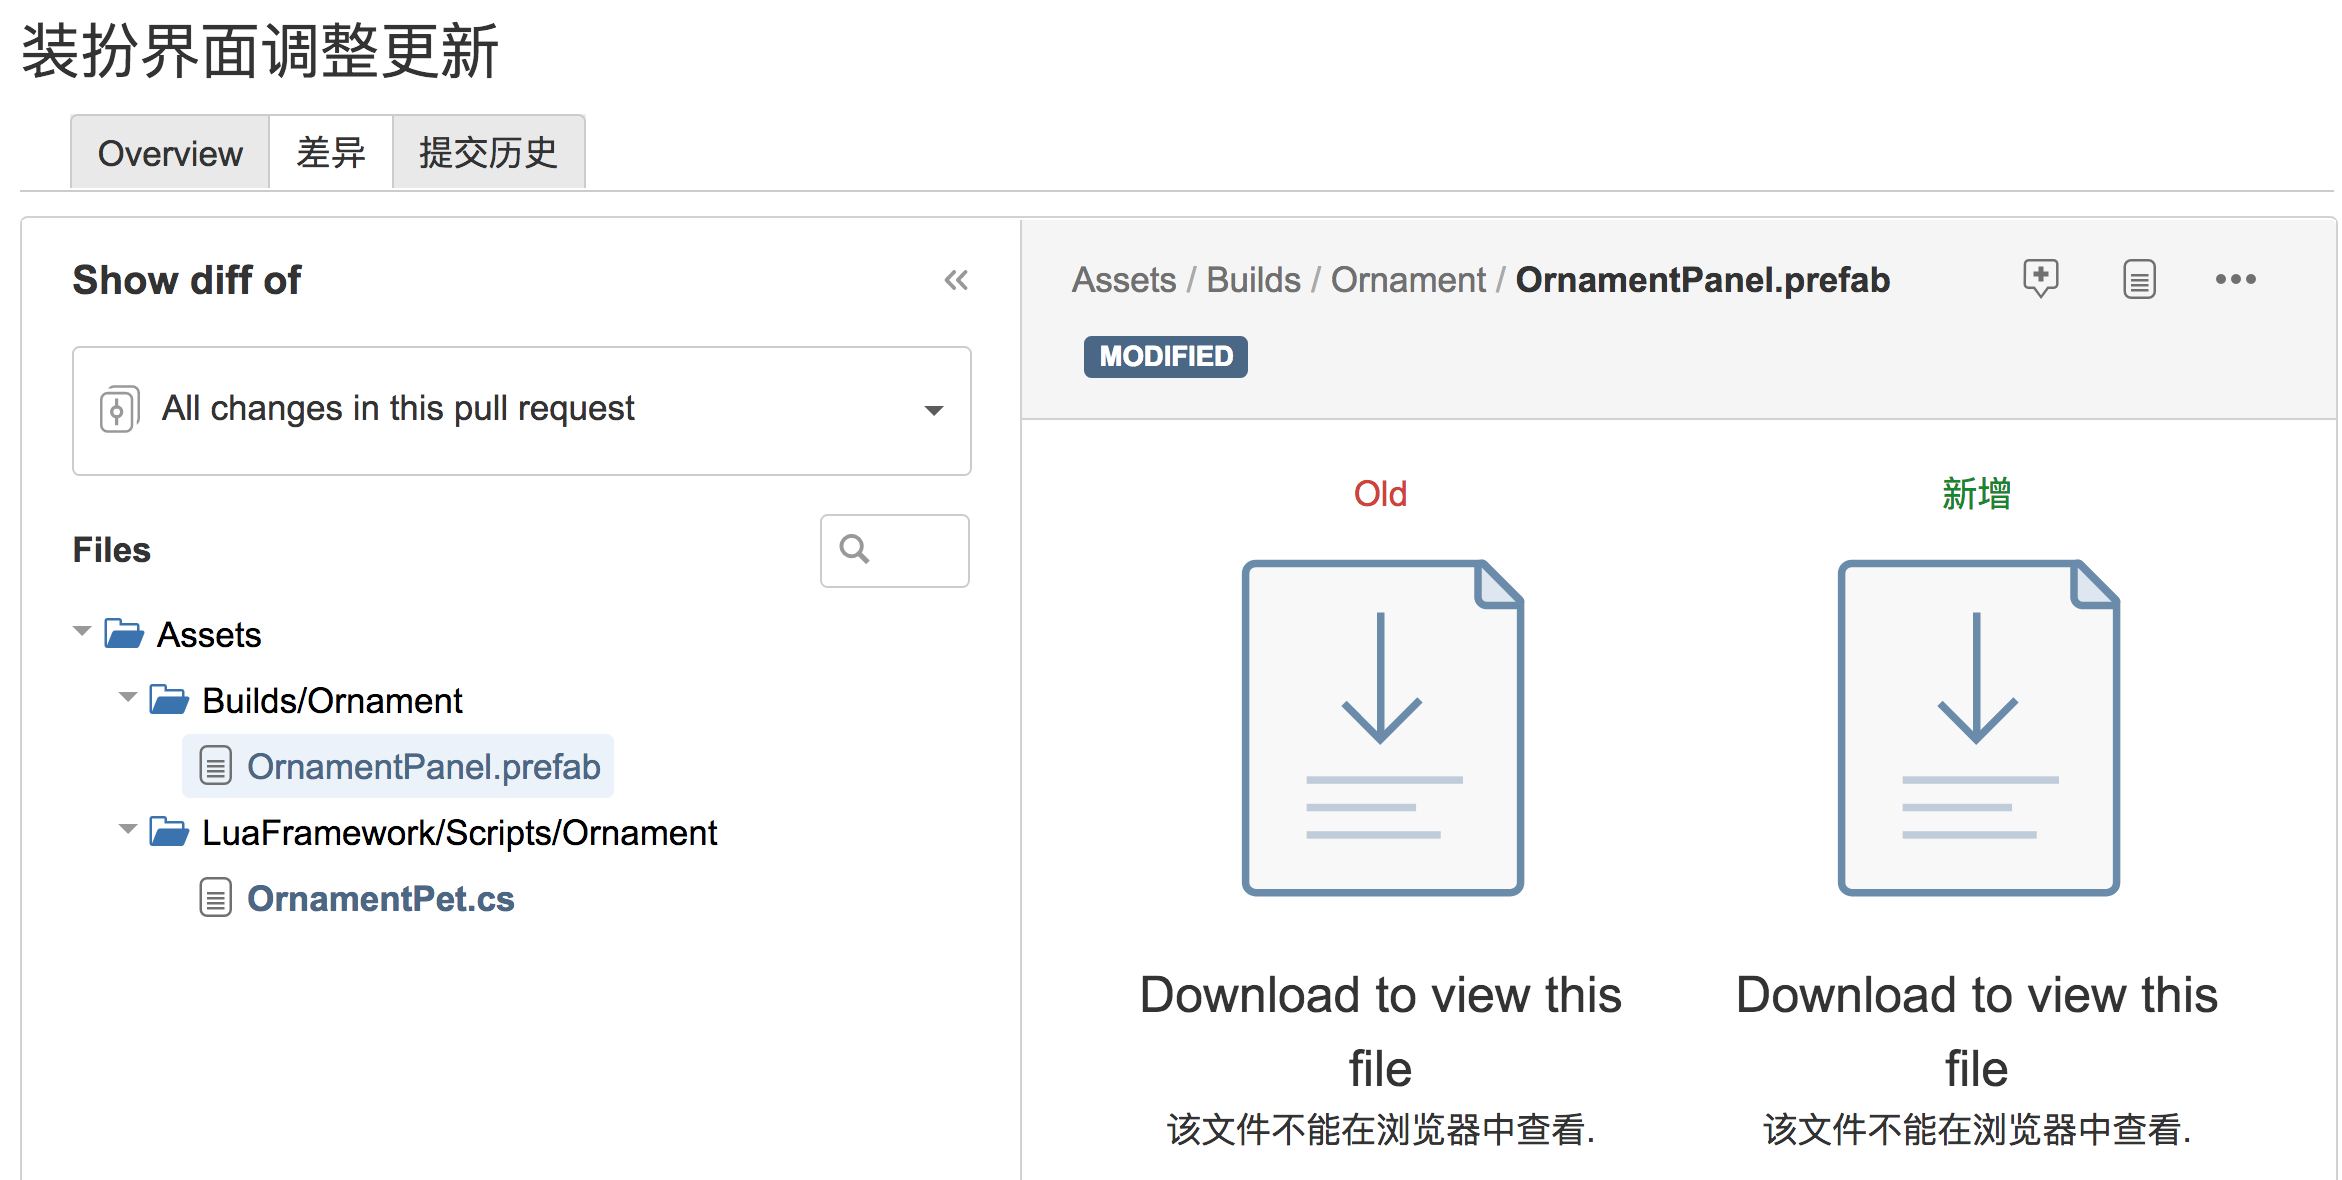 装扮界面调整更新
Overview
差异
提交历史
Show diff of
All changes in this pull request
Files
Assets
Builds/Ornament
OrnamentPanel.prefab
LuaFramework/Scripts/Ornament
OrnamentPet.cs
Assets / Builds / Ornament / OrnamentPanel.prefab
MODIFIED
Old
Download to view this
file
该文件不能在浏览器中查看.
新增
Download to view this
file
该文件不能在浏览器中查看.